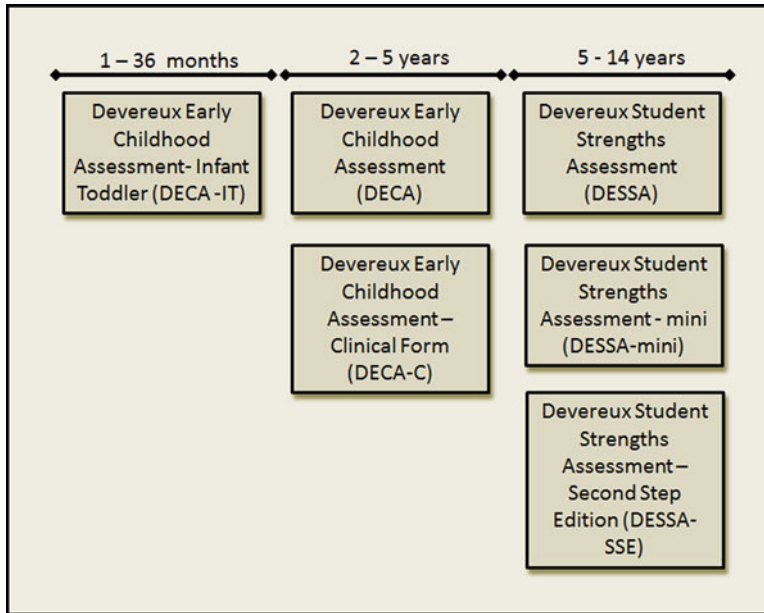 1 – 36 months
2 – 5 years
5 - 14 years
Devereux Early
Childhood
Assessment- Infant
Toddler (DECA -IT)
Devereux Early
Childhood
Assessment
(DECA)
Devereux Student
Strengths
Assessment
(DESSA)
Devereux Early
Childhood
Assessment –
Clinical Form
(DECA-C)
Devereux Student
Strengths
Assessment - mini
(DESSA-mini)
Devereux Student
Strengths
Assessment –
Second Step
Edition (DESSA-
SSE)